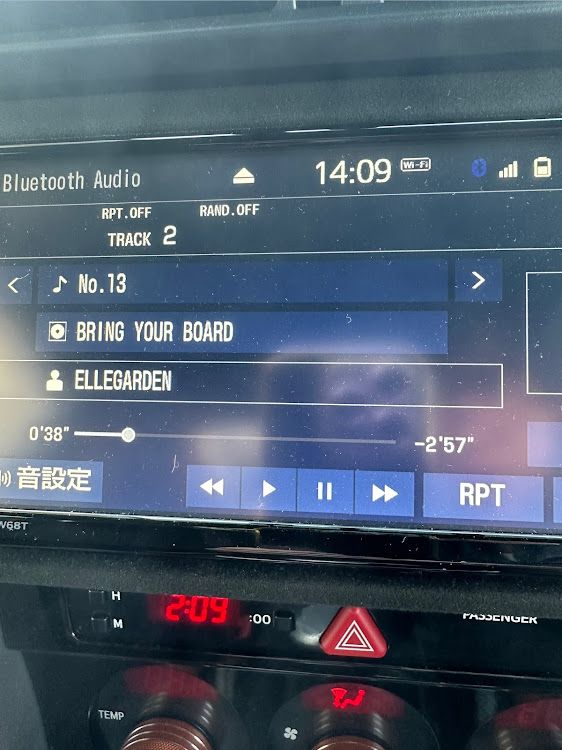 Bluetooth Audio 14:09 Wi-Fi
RPT.OFF RAND.OFF
TRACK 2
No.13
BRING YOUR BOARD
ELLEGARDEN
0'38" -2'57"
音設定 RPT
W68T
H
2:09 :00
M
PASSENGER
TEMP